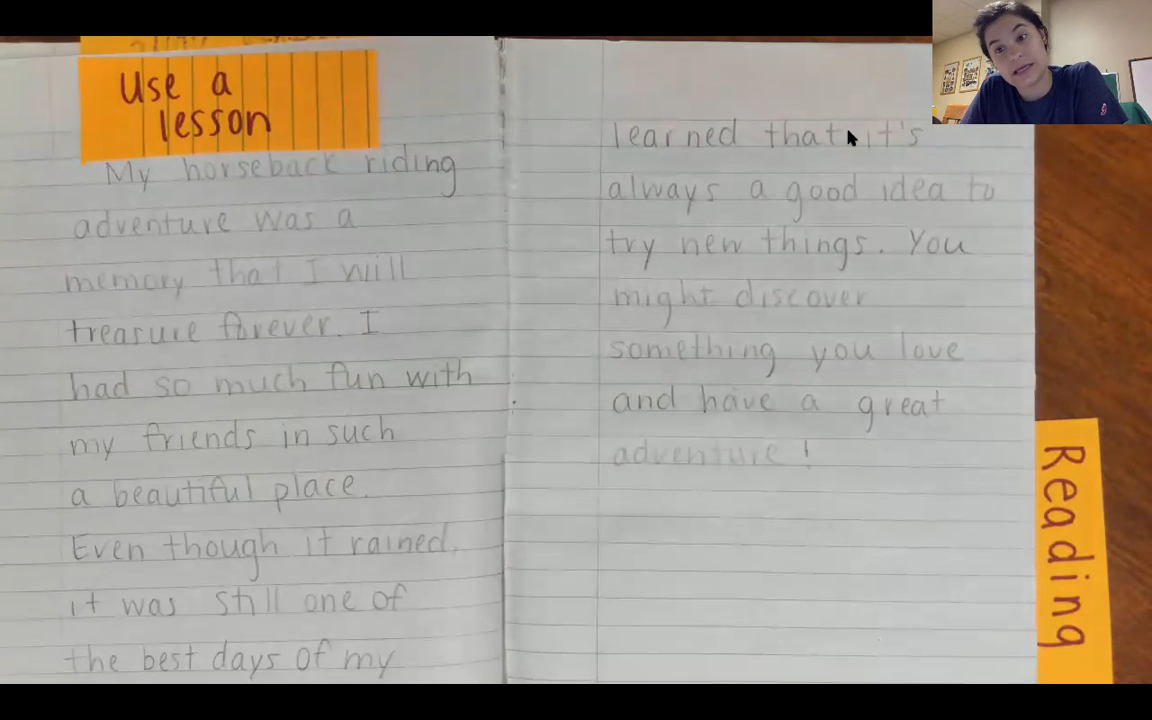 use a
lesson
My horseback riding
adventure was a
memory that I will
treasure forever. I
had so much fun with
my friends in such
a beautiful place.
Even though it rained,
it was still one of
the best days of my
learned that it's
always a good idea to
try new things. You
might discover
something you love
and have a great
adventure!
Reading